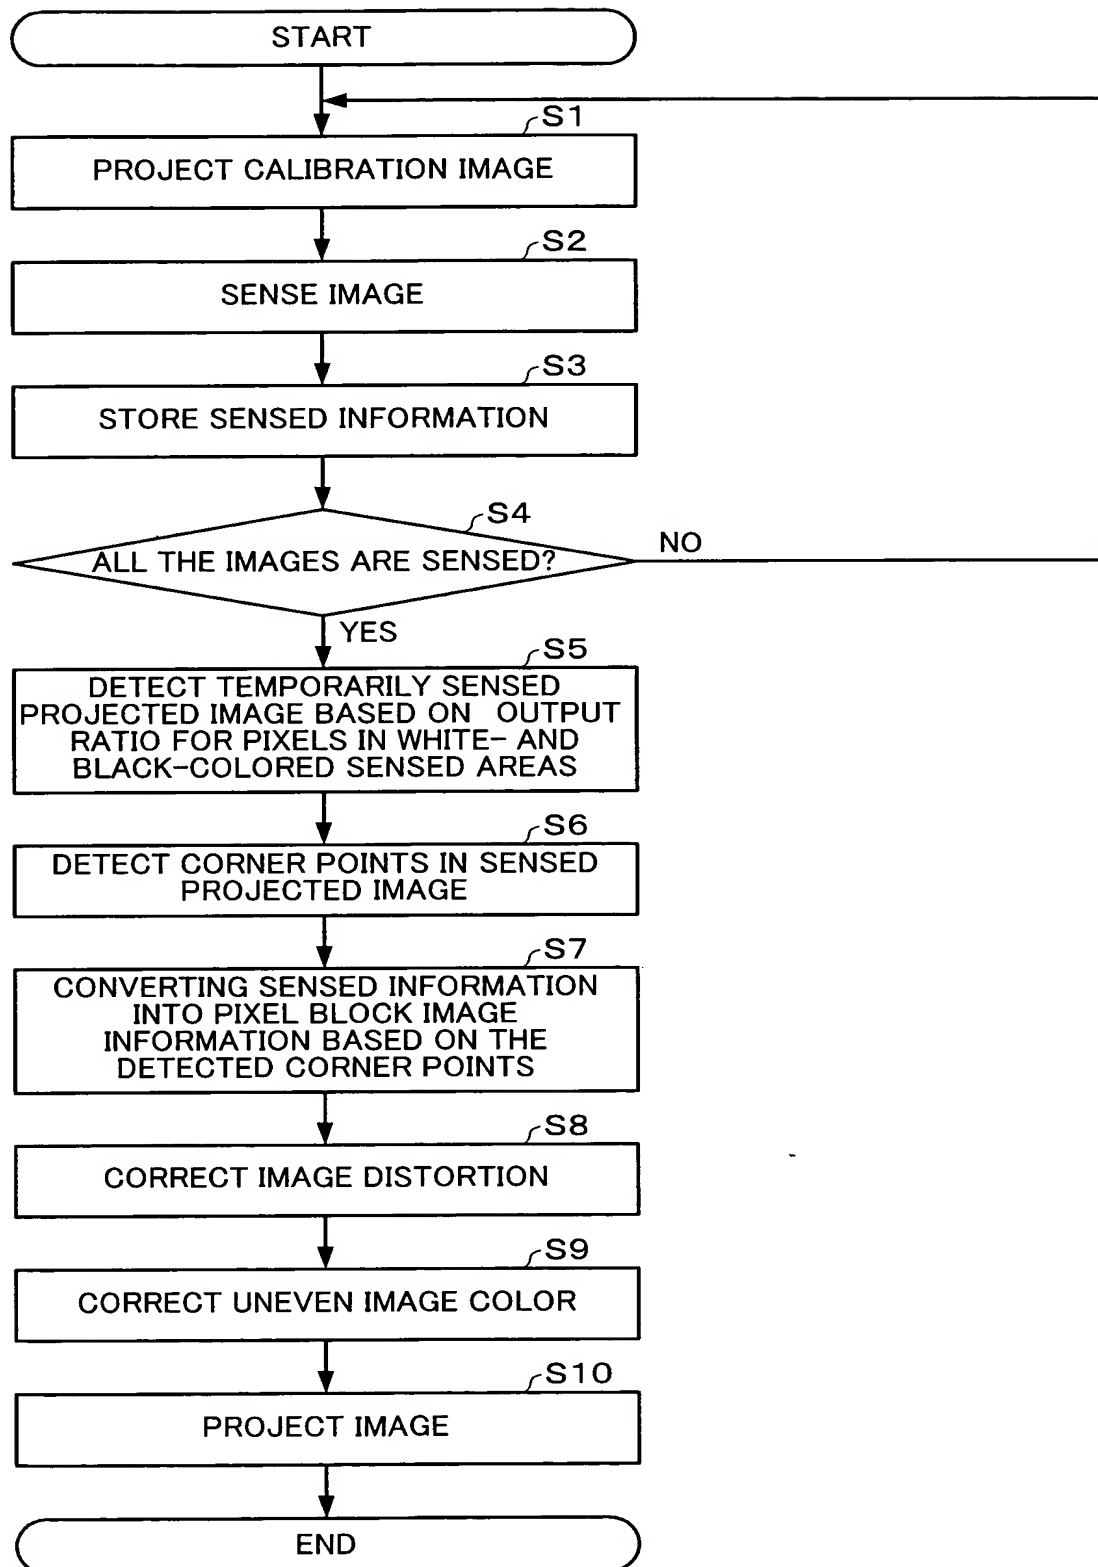 START
S1
PROJECT CALIBRATION IMAGE
S2
SENSE IMAGE
S3
STORE SENSED INFORMATION
S4
ALL THE IMAGES ARE SENSED?
NO
YES
S5
DETECT TEMPORARILY SENSED
PROJECTED IMAGE BASED ON OUTPUT
RATIO FOR PIXELS IN WHITE- AND
BLACK-COLORED SENSED AREAS
S6
DETECT CORNER POINTS IN SENSED
PROJECTED IMAGE
S7
CONVERTING SENSED INFORMATION
INTO PIXEL BLOCK IMAGE
INFORMATION BASED ON THE
DETECTED CORNER POINTS
S8
CORRECT IMAGE DISTORTION
S9
CORRECT UNEVEN IMAGE COLOR
S10
PROJECT IMAGE
END